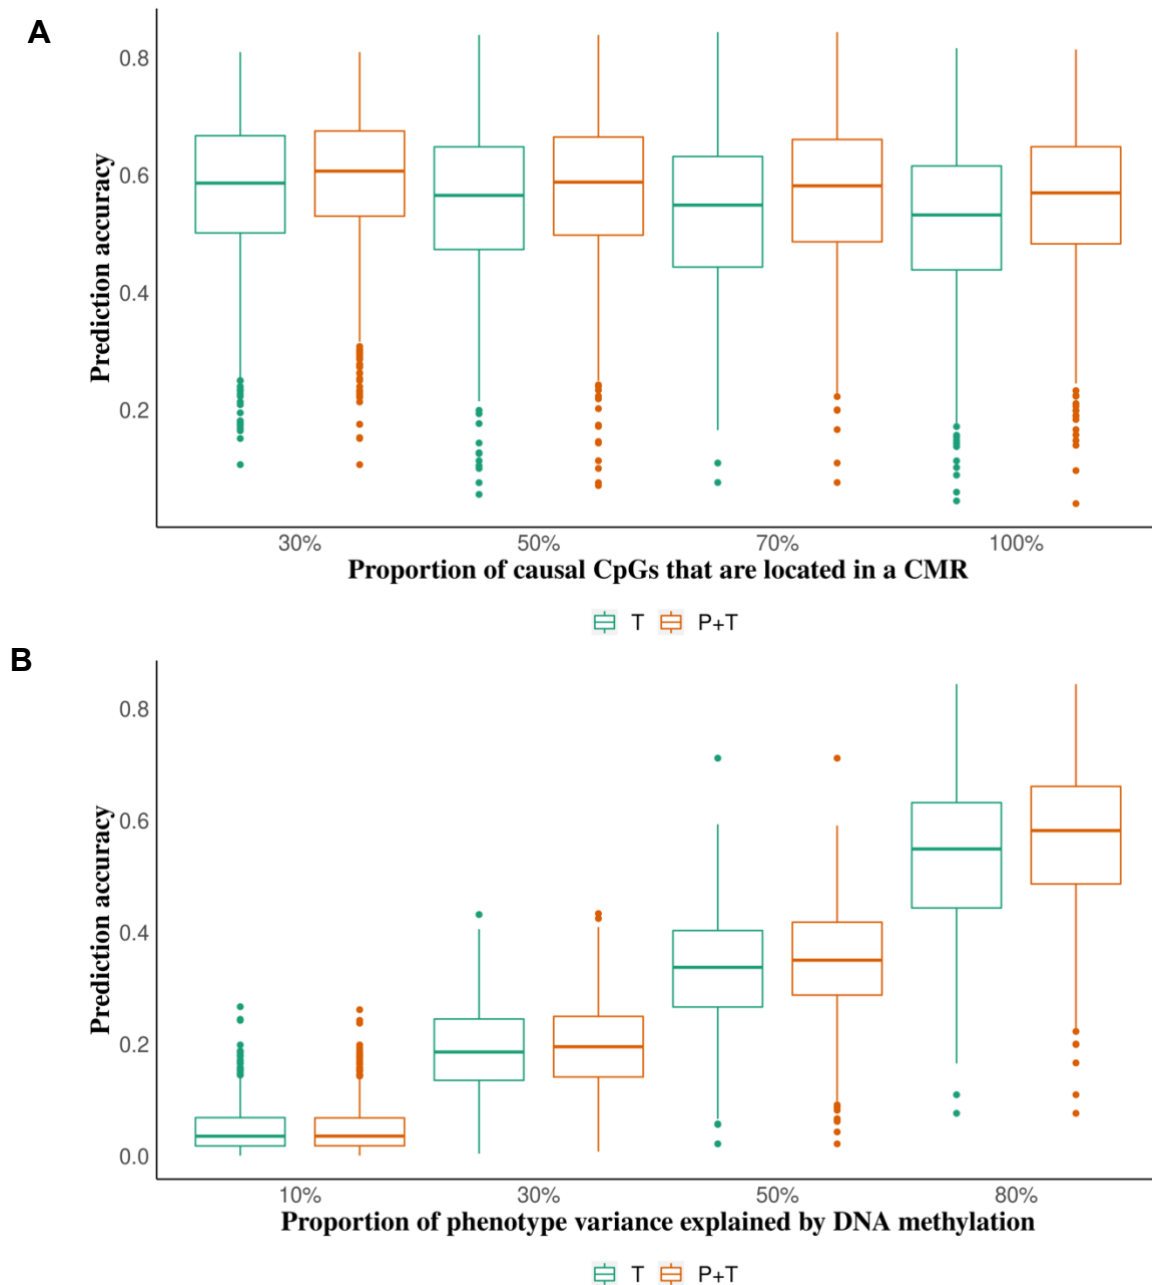 A
Prediction accuracy
0.8
0.6
0.4
0.2
30% 50% 70% 100%
Proportion of causal CpGs that are located in a CMR
T P+T
B
Prediction accuracy
0.8
0.6
0.4
0.2
0.0
10% 30% 50% 80%
Proportion of phenotype variance explained by DNA methylation
T P+T